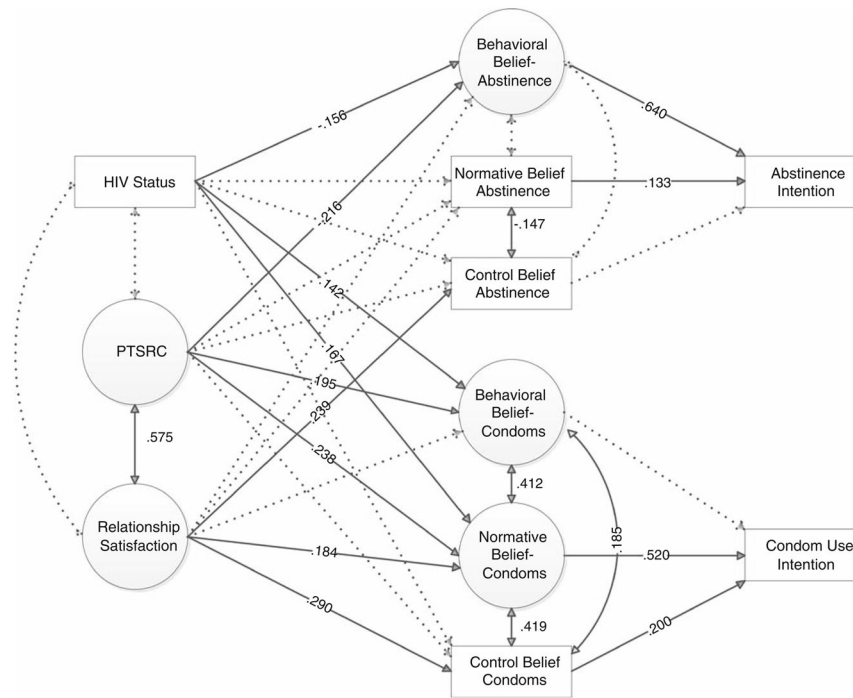 Behavioral
Belief-
Abstinence
-.156
.640
HIV Status
Normative Belief
Abstinence
.133
Abstinence
Intention
-.216
-.147
Control Belief
Abstinence
.142
PTSRC
.167
.195
Behavioral
Belief-
Condoms
.239
.575
.238
.412
Relationship
Satisfaction
.184
Normative
Belief-
Condoms
.185
.520
Condom Use
Intention
.290
.419
.200
Control Belief
Condoms